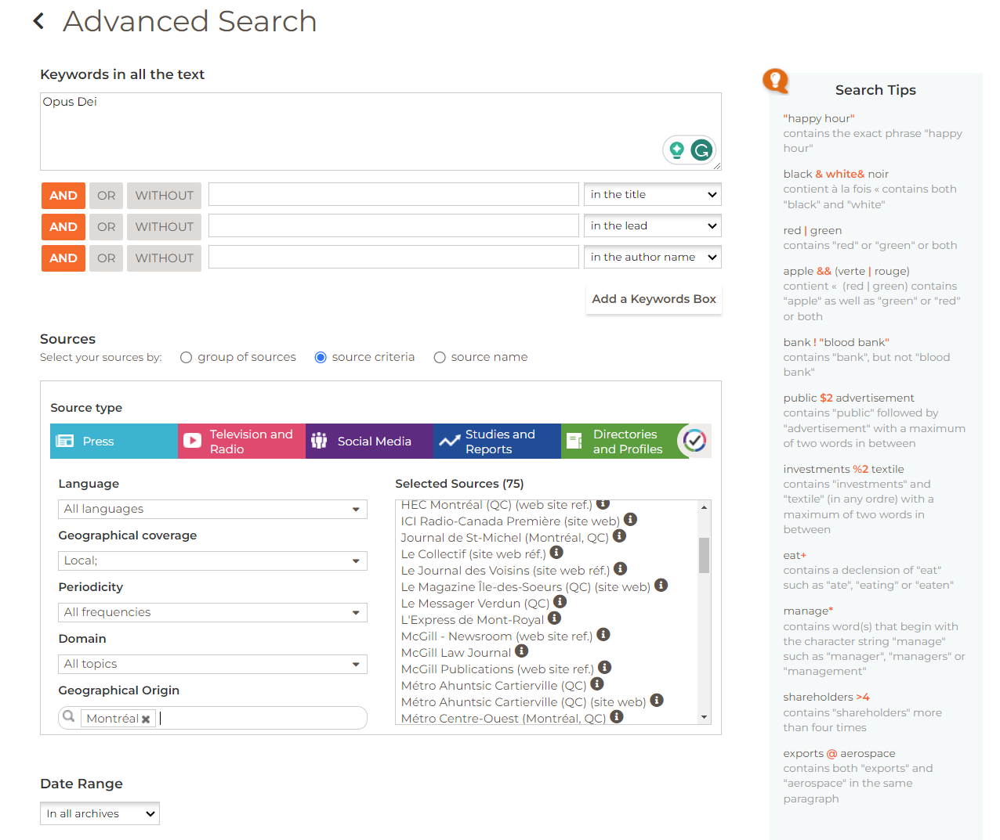 Advanced Search
Keywords in all the text
Opus Dei
AND OR WITHOUT in the title
AND OR WITHOUT in the lead
AND OR WITHOUT in the author name
Add a Keywords Box
Sources
Select your sources by: group of sources source criteria source name
Source type
Press
Television and
Radio
Social Media
Studies and
Reports
Directories
and Profiles
Language
All languages
Geographical coverage
Local;
Periodicity
All frequencies
Domain
All topics
Geographical Origin
Montréal
Selected Sources (75)
HEC Montréal (QC) (web site ref.)
ICI Radio-Canada Première (site web)
Journal de St-Michel (Montréal, QC)
Le Collectif (site web réf.)
Le Journal des Voisins (site web réf.)
Le Magazine Île-des-Soeurs (QC) (site web)
Le Messager Verdun (QC)
L'Express de Mont-Royal
McGill - Newsroom (web site ref.)
McGill Law Journal
McGill Publications (web site ref.)
Métro Ahuntsic Cartierville (QC)
Métro Ahuntsic Cartierville (QC) (site web)
Métro Centre-Ouest (Montréal, QC)
Date Range
In all archives
Search Tips
"happy hour"
contains the exact phrase "happy
hour"
black & white& noir
contient à la fois « contains both
"black" and "white"
red | green
contains "red" or "green" or both
apple && (verte | rouge)
contient «  (red | green) contains
"apple" as well as "green" or "red"
or both
bank ! "blood bank"
contains "bank", but not "blood
bank"
public $2 advertisement
contains "public" followed by
"advertisement" with a maximum
of two words in between
investments %2 textile
contains "investments" and
"textile" (in any ordre) with a
maximum of two words in
between
eat+
contains a declension of "eat"
such as "ate", "eating" or "eaten"
manage*
contains word(s) that begin with
the character string "manage"
such as "manager", "managers" or
"management"
shareholders >4
contains "shareholders" more
than four times
exports @ aerospace
contains both "exports" and
"aerospace" in the same
paragraph